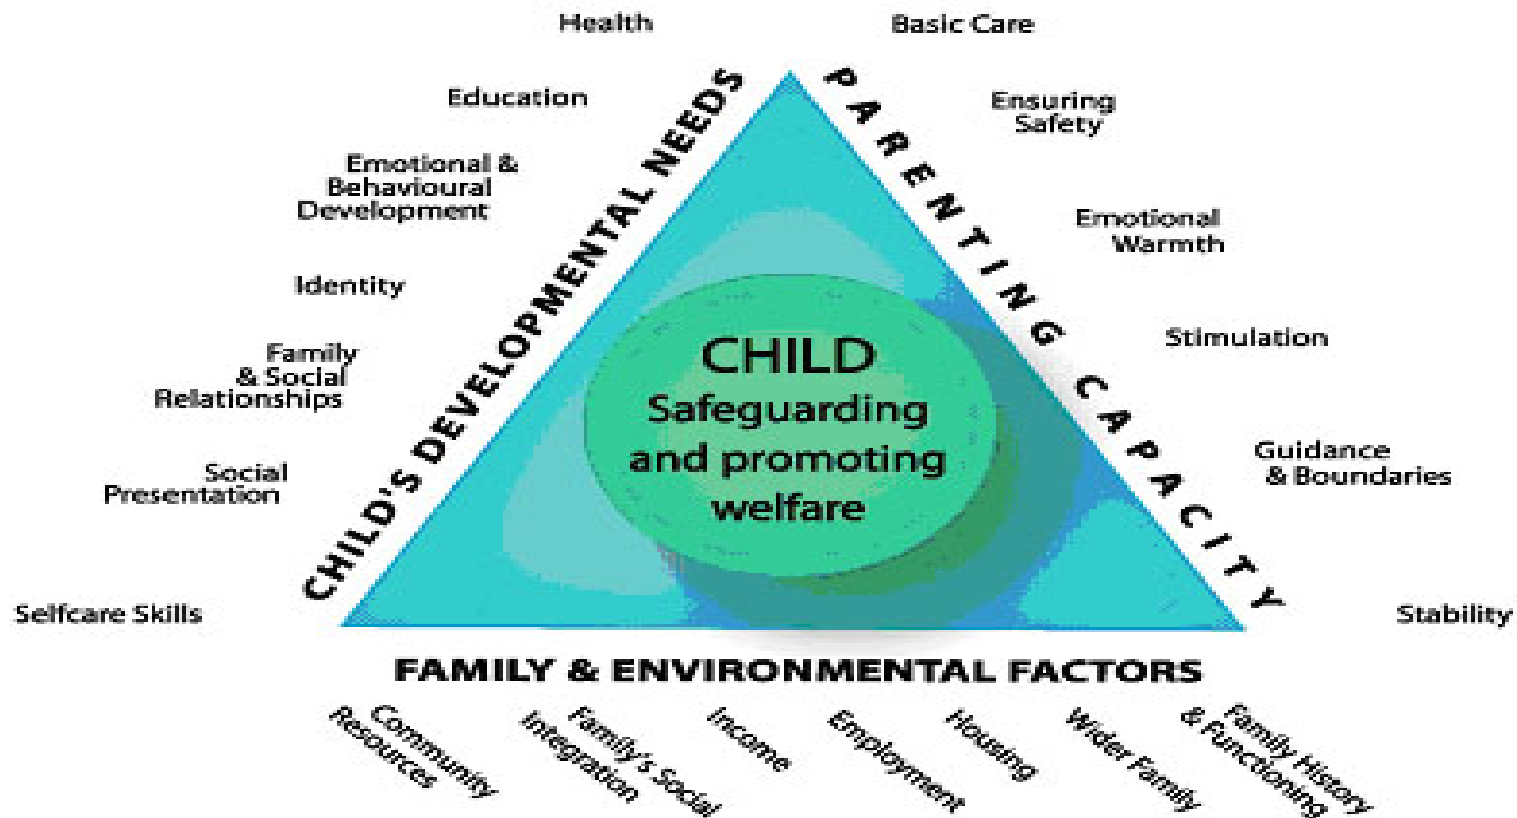 Health
Education
Emotional &
Behavioural
Development
Identity
Family
& Social
Relationships
Social
Presentation
Selfcare Skills
CHILD'S DEVELOPMENTAL NEEDS
Basic Care
Ensuring
Safety
Emotional
Warmth
Stimulation
Guidance
& Boundaries
Stability
PARENTING CAPACITY
CHILD
Safeguarding
and promoting
welfare
FAMILY & ENVIRONMENTAL FACTORS
Community
Resources
Family's Social
Integration
Income
Employment
Housing
Wider Family
Family History
& Functioning